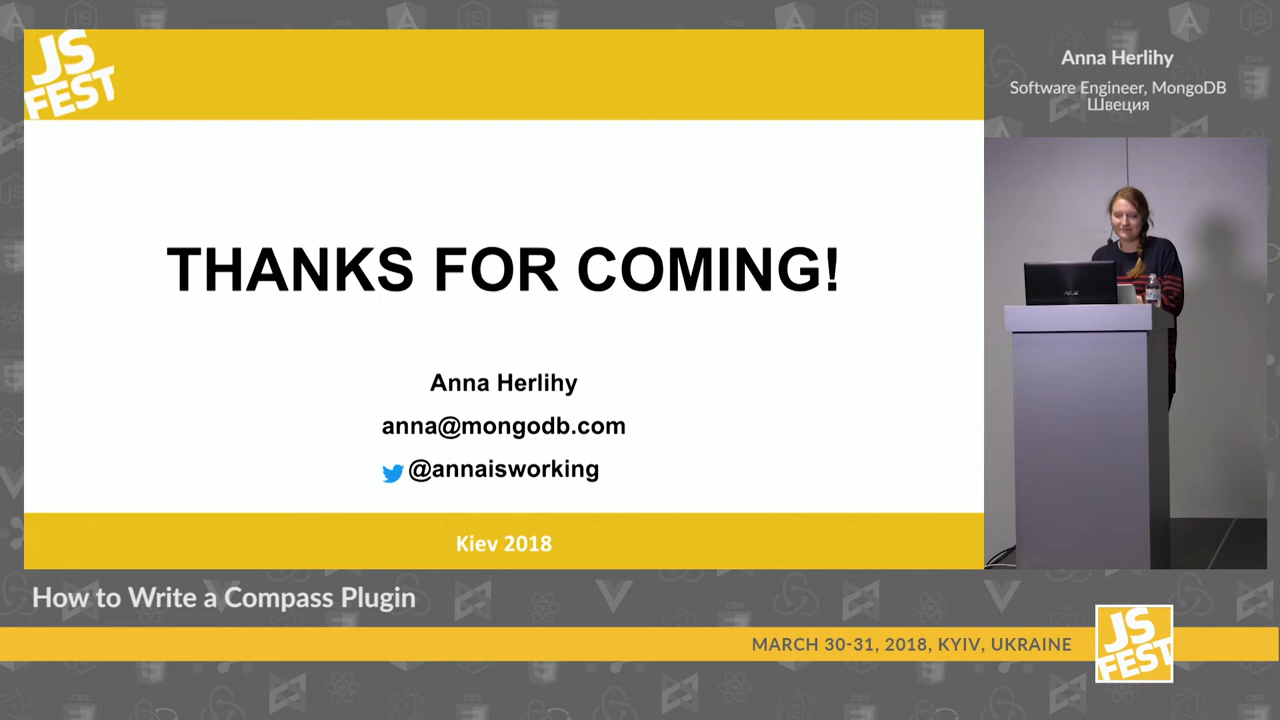 JS
FEST
THANKS FOR COMING!
Anna Herlihy
anna@mongodb.com
@annaisworking
Kiev 2018
Anna Herlihy
Software Engineer, MongoDB
Швеция
ASUS
How to Write a Compass Plugin
MARCH 30-31, 2018, KYIV, UKRAINE
JS
FEST